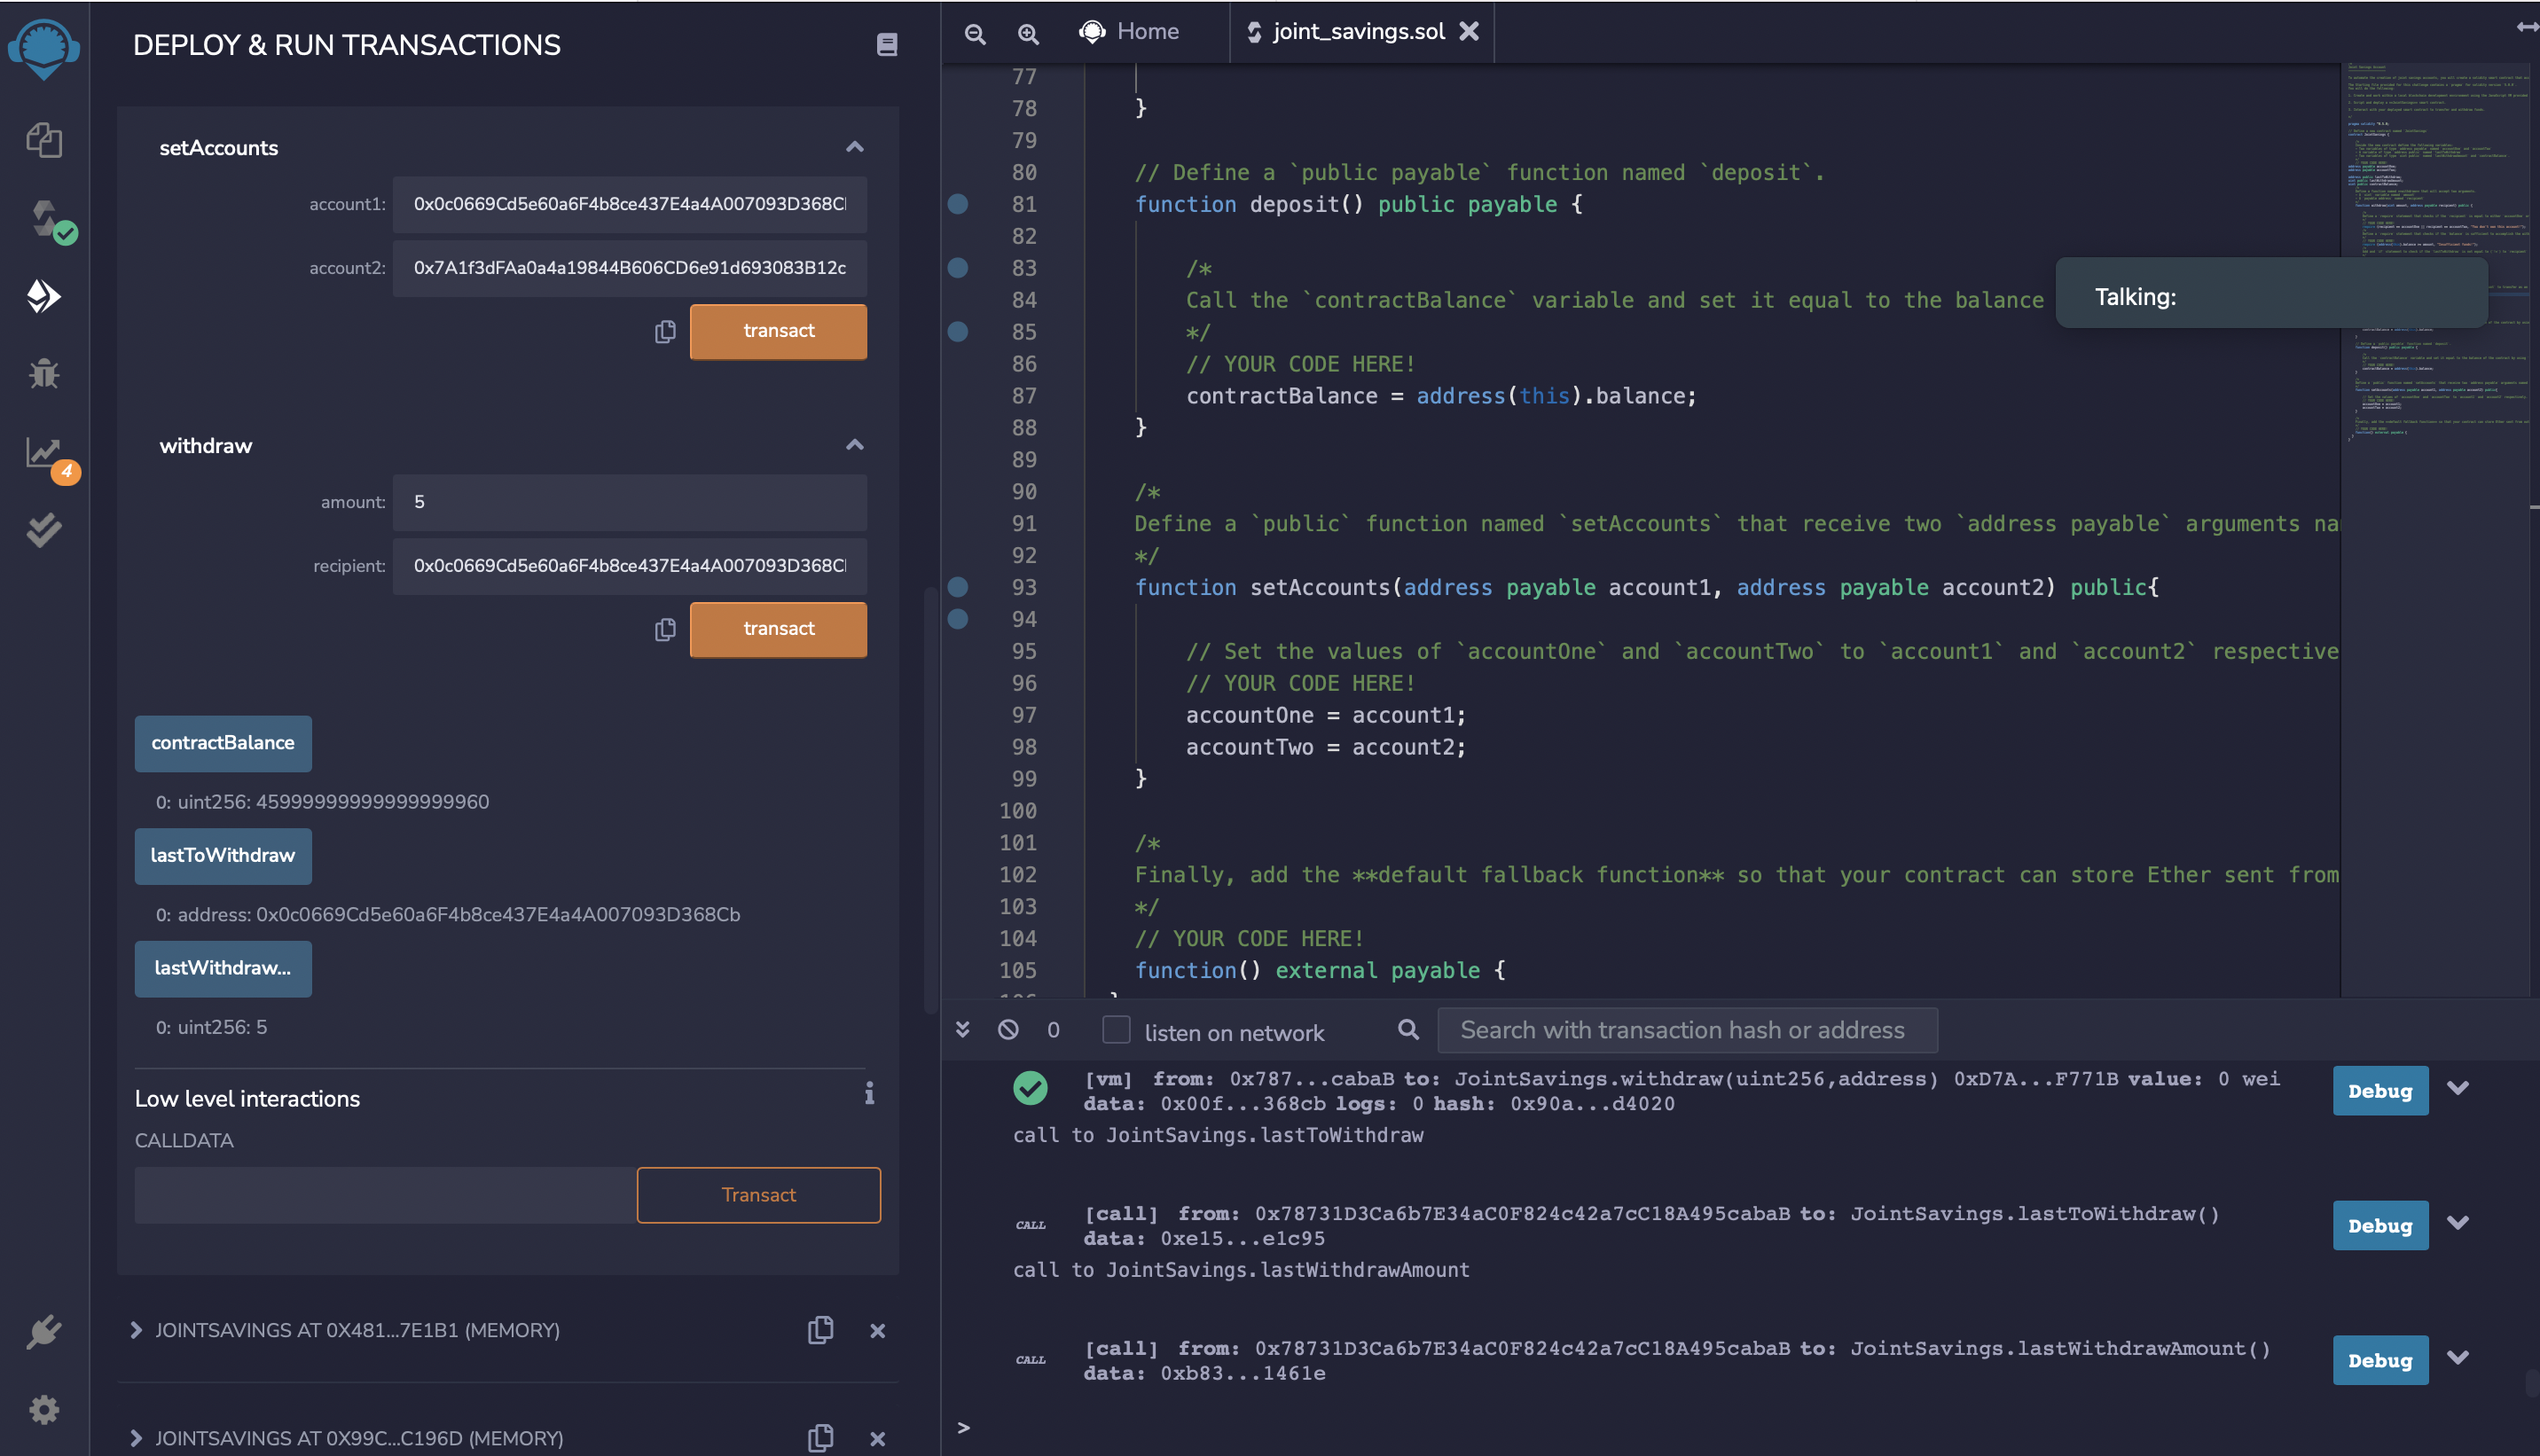 DEPLOY & RUN TRANSACTIONS
setAccounts
account1: 0x0c0669Cd5e60a6F4b8ce437E4a4A007093D368C
account2: 0x7A1f3dFAa0a4a19844B606CD6e91d693083B12c
transact
withdraw
amount: 5
recipient: 0x0c0669Cd5e60a6F4b8ce437E4a4A007093D368C
transact
contractBalance
0: uint256: 45999999999999999960
lastToWithdraw
0: address: 0x0c0669Cd5e60a6F4b8ce437E4a4A007093D368Cb
lastWithdraw...
0: uint256: 5
Low level interactions
CALLDATA
Transact
JOINTSAVINGS AT 0X481...7E1B1 (MEMORY)
JOINTSAVINGS AT 0X99C...C196D (MEMORY)
4
Home
joint_savings.sol
77
78 }
79
80 // Define a `public payable` function named `deposit`.
81 function deposit() public payable {
82
83 /*
84 Call the `contractBalance` variable and set it equal to the balance
85 */
86 // YOUR CODE HERE!
87 contractBalance = address(this).balance;
88 }
89
90 /*
91 Define a `public` function named `setAccounts` that receive two `address payable` arguments na
92 */
93 function setAccounts(address payable account1, address payable account2) public{
94
95 // Set the values of `accountOne` and `accountTwo` to `account1` and `account2` respective
96 // YOUR CODE HERE!
97 accountOne = account1;
98 accountTwo = account2;
99 }
100
101 /*
102 Finally, add the **default fallback function** so that your contract can store Ether sent from
103 */
104 // YOUR CODE HERE!
105 function() external payable {
Talking:
0
listen on network
Search with transaction hash or address
[vm] from: 0x787...cabaB to: JointSavings.withdraw(uint256,address) 0xD7A...F771B value: 0 wei
data: 0x00f...368cb logs: 0 hash: 0x90a...d4020
Debug
call to JointSavings.lastToWithdraw
CALL
[call] from: 0x78731D3Ca6b7E34aC0F824c42a7cC18A495cabaB to: JointSavings.lastToWithdraw()
data: 0xe15...e1c95
Debug
call to JointSavings.lastWithdrawAmount
CALL
[call] from: 0x78731D3Ca6b7E34aC0F824c42a7cC18A495cabaB to: JointSavings.lastWithdrawAmount()
data: 0xb83...1461e
Debug
>